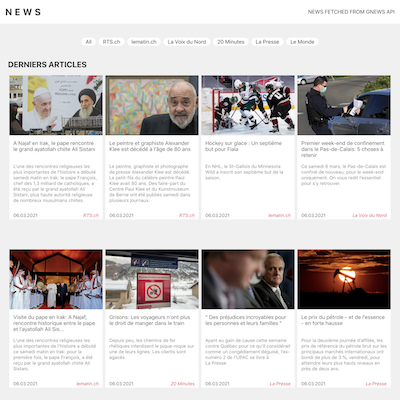 NEWS
NEWS FETCHED FROM GNEWS API
All
RTS.ch
lematin.ch
La Voix du Nord
20 Minutes
La Presse
Le Monde
DERNIERS ARTICLES
A Najaf en Irak, le pape rencontre
le grand ayatollah chiite Ali Sistani
L'une des rencontres religieuses les
plus importantes de l'histoire a débuté
samedi matin en Irak: le pape François,
chef des 1,3 milliard de catholiques, a
été reçu par le grand ayatollah Ali
Sistani, plus haute autorité religieuse
de nombreux musulmans chiites.
06.03.2021
RTS.ch
Le peintre et graphiste Alexander
Klee est décédé à l'âge de 80 ans
Le peintre, graphiste et photographe
de presse Alexander Klee est décédé.
Le petit-fils du célèbre peintre Paul
Klee avait 80 ans. Des faire-part du
Centre Paul Klee et du Kunstmuseum
de Berne ont été publiés samedi dans
plusieurs journaux.
06.03.2021
RTS.ch
Hockey sur glace : Un septième
but pour Fiala
En NHL, le St-Gallois du Minnesota
Wild a inscrit son septième but de la
saison.
06.03.2021
lematin.ch
Premier week-end de confinement
dans le Pas-de-Calais: 5 choses à
retenir
Ce samedi 6 mars, le Pas-de-Calais est
confiné de nouveau, pour le week-end
uniquement. On vous redit l'essentiel
pour s'y retrouver.
06.03.2021
La Voix du Nord
Visite du pape en Irak: A Najaf,
rencontre historique entre le pape
et l'ayatollah Ali Sis...
L'une des rencontres religieuses les
plus importantes de l'histoire a débuté
samedi matin en Irak: pour la
première fois, le pape François, a
été reçu par le grand ayatollah
06.03.2021
lematin.ch
Grisons: Les voyageurs n'ont plus
le droit de manger dans le train
Depuis peu, les chemins de fer
rhétiques interdisent le pique-nique sur
une de leurs lignes. Les clients sont
agacés.
06.03.2021
20 Minutes
" Des préjudices incroyables pour
les personnes et leurs familles "
Ayant eu gain de cause cette semaine
contre Québec pour ce qu'il considérait
comme un congédiement déguisé, l'ex-
numéro 2 de l'UPAC se livre à
La Presse.
06.03.2021
La Presse
Le prix du pétrole - et de l'essence
- en forte hausse
Pour la deuxième journée d'affilée, les
prix de référence du pétrole brut sur les
principaux marchés internationaux ont
bondi de plus de 3 %, vendredi, pour
atteindre leurs plus hauts niveaux en
près de deux ans.
06.03.2021
La Presse